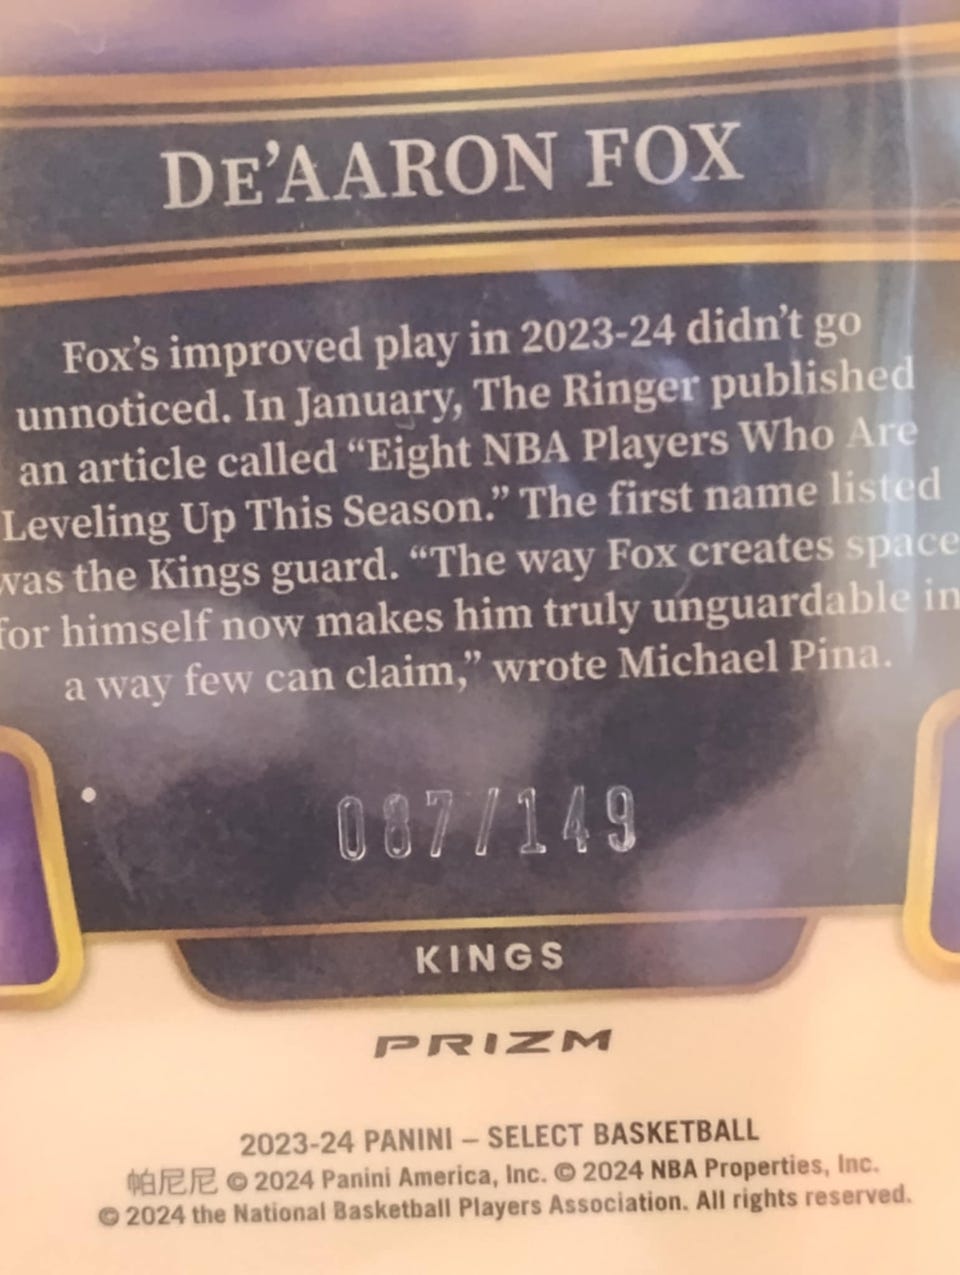 DE'AARON FOX
Fox's improved play in 2023-24 didn't go
unnoticed. In January, The Ringer published
an article called “Eight NBA Players Who Are
Leveling Up This Season.” The first name listed
was the Kings guard. “The way Fox creates space
for himself now makes him truly unguardable in
a way few can claim,” wrote Michael Pina.
087/149
KINGS
PRIZM
2023-24 PANINI – SELECT BASKETBALL
帕尼尼 © 2024 Panini America, Inc. © 2024 NBA Properties, Inc.
© 2024 the National Basketball Players Association. All rights reserved.